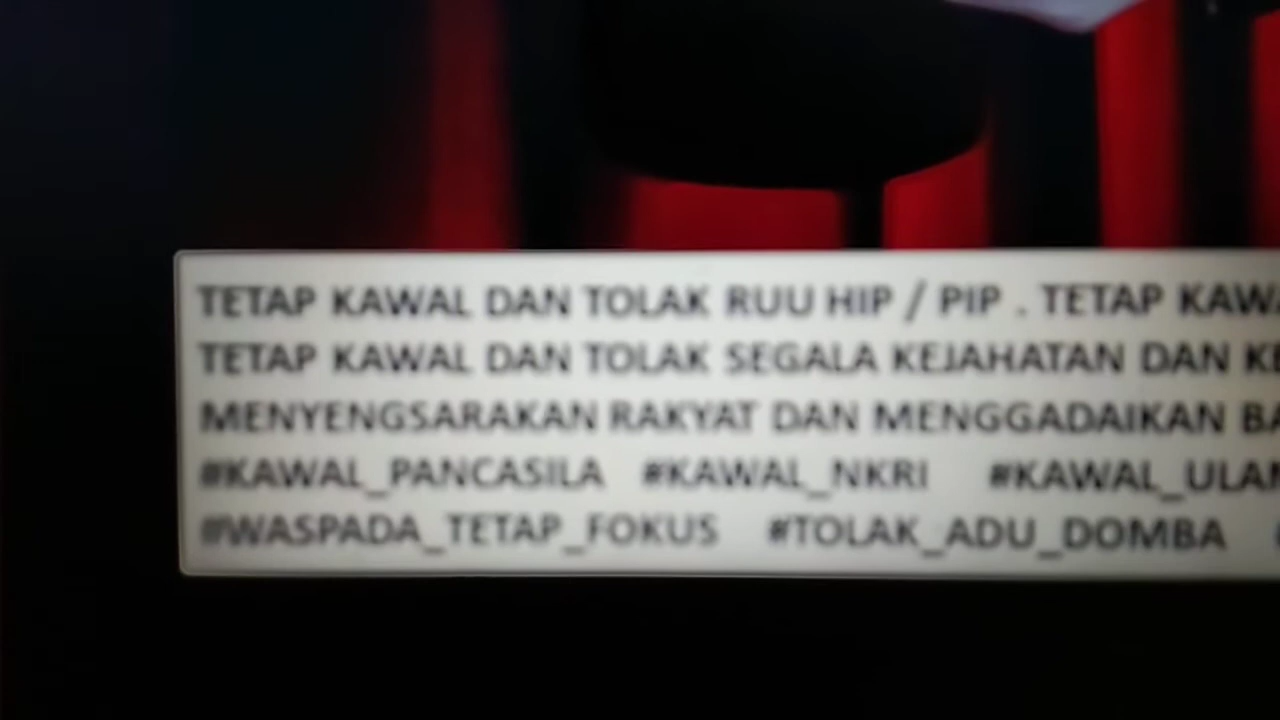 TETAP KAWAL DAN TOLAK RUU HIP / PIP . TETAP
TETAP KAWAL DAN TOLAK SEGALA KEJAHATAN DAN
MENYENGSARAKAN RAKYAT DAN MENGGADAIKAN
#KAWAL_PANCASILA #KAWAL_NKRI
#WASPADA_TETAP_FOKUS #TOLAK_ADU_DOMBA